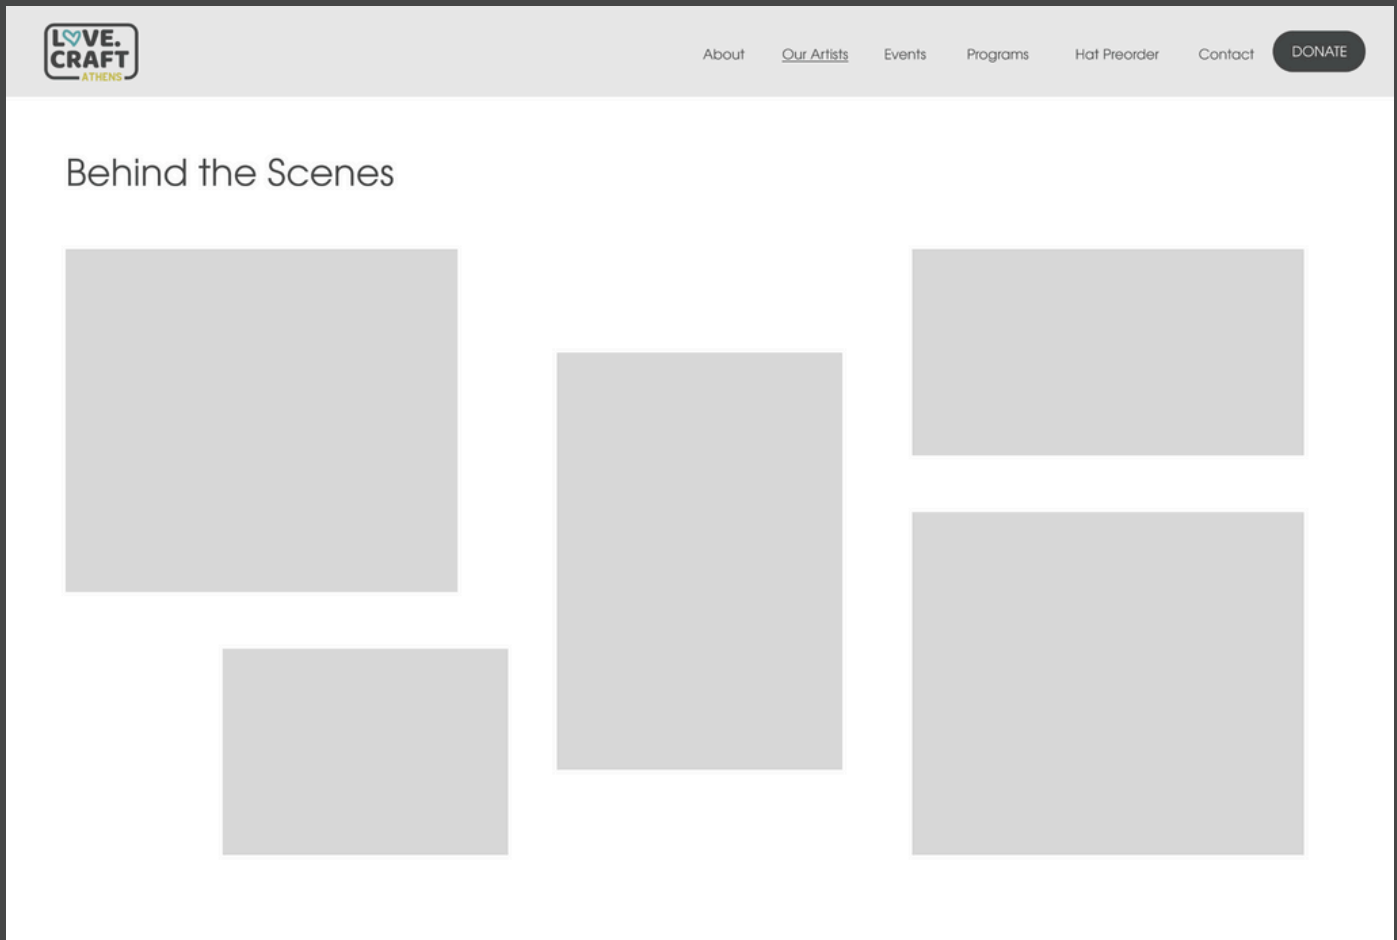 LOVE.
CRAFT
ATHENS
About Our Artists Events Programs Hat Preorder Contact DONATE
Behind the Scenes